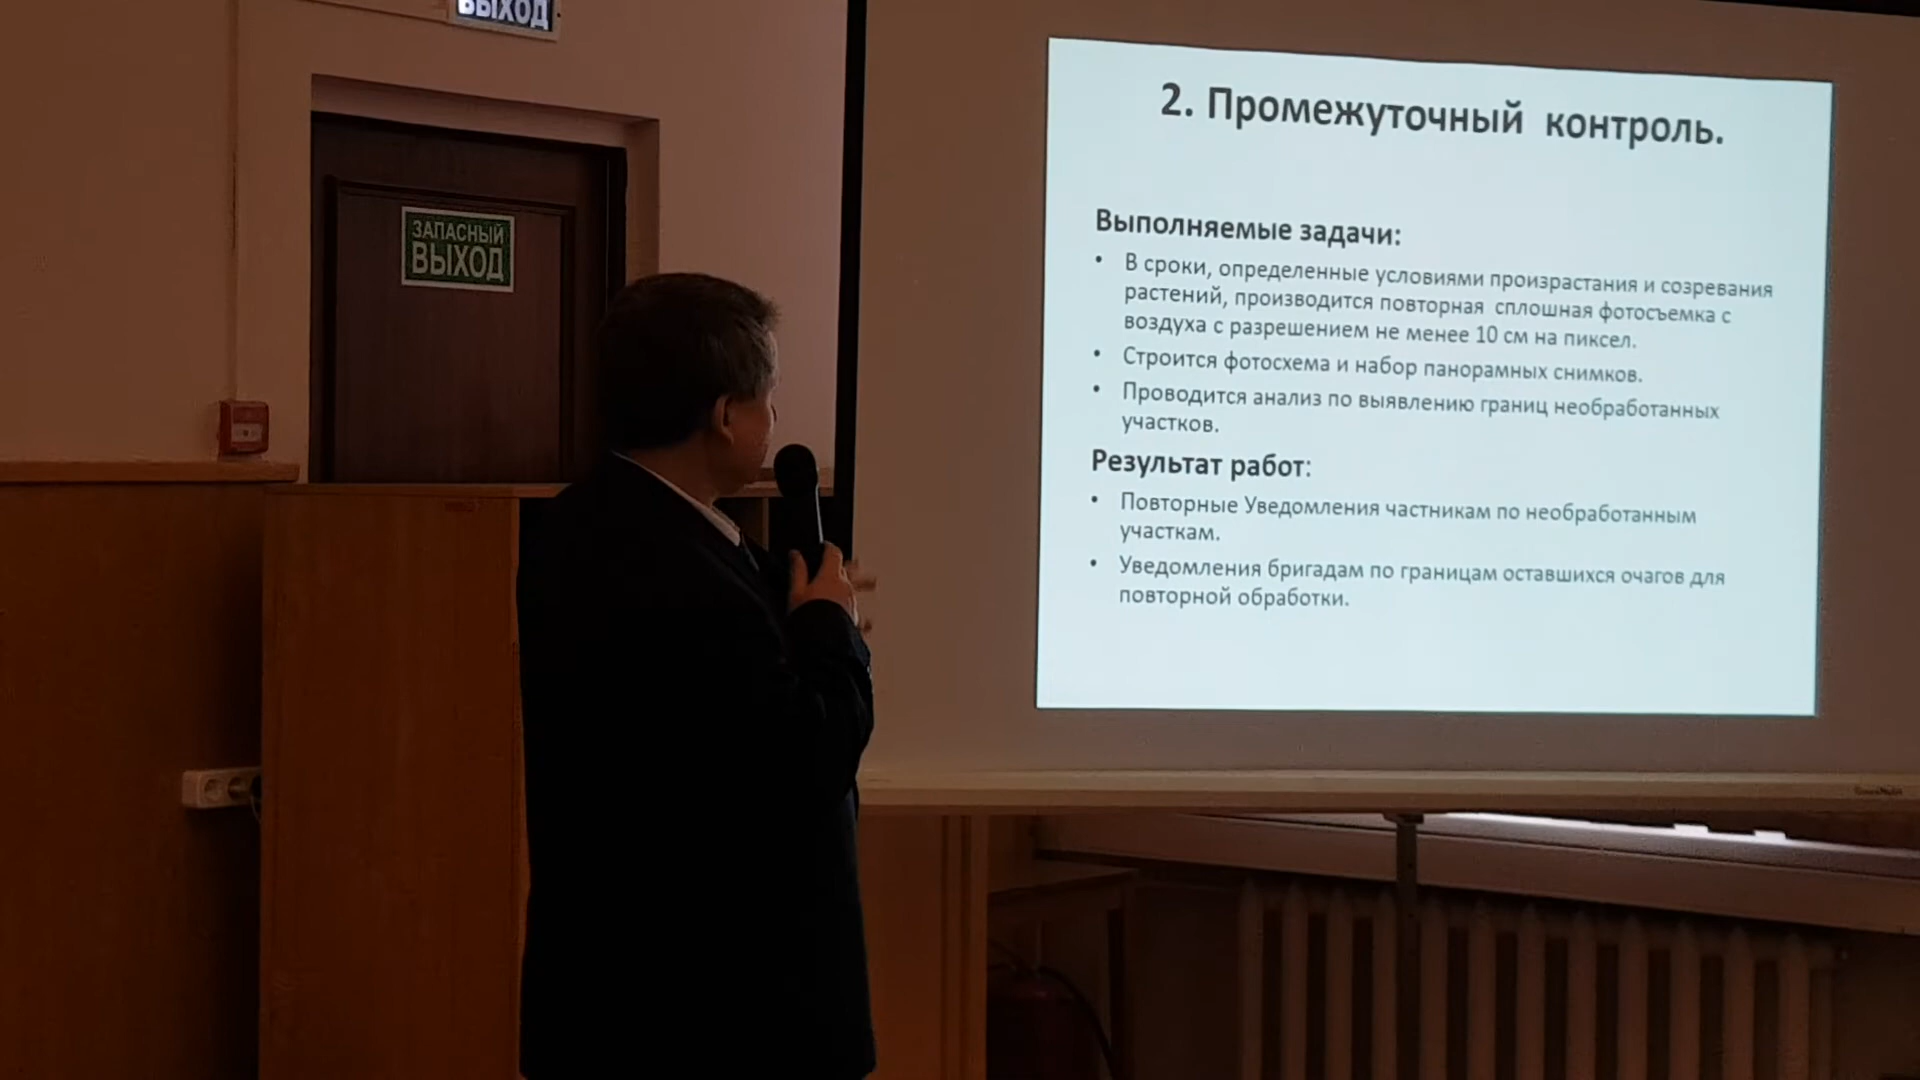 ВЫХОД
ЗАПАСНЫЙ
ВЫХОД
2. Промежуточный контроль.
Выполняемые задачи:
• В сроки, определенные условиями произрастания и созревания
растений, производится повторная сплошная фотосъемка с
воздуха с разрешением не менее 10 см на пиксел.
• Строится фотосхема и набор панорамных снимков.
• Проводится анализ по выявлению границ необработанных
участков.
Результат работ:
• Повторные Уведомления частникам по необработанным
участкам.
• Уведомления бригадам по границам оставшихся очагов для
повторной обработки.